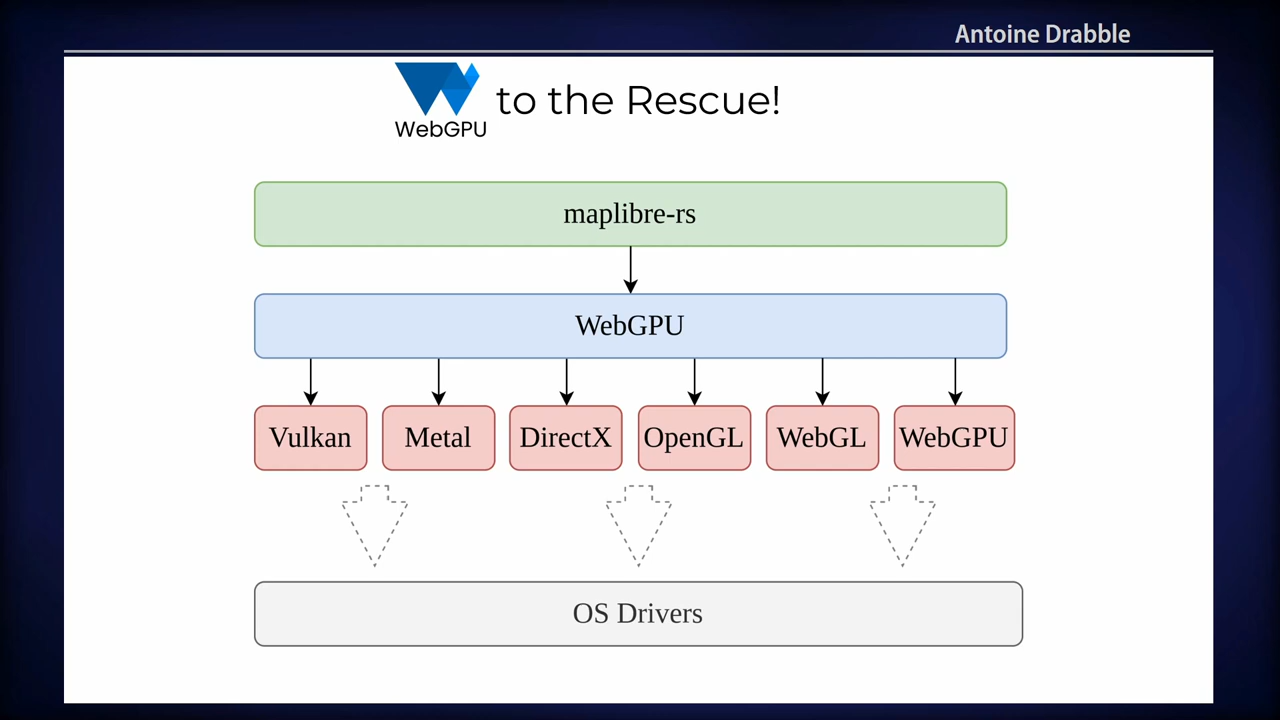 Antoine Drabble
WebGPU to the Rescue!
maplibre-rs
WebGPU
Vulkan Metal DirectX OpenGL WebGL WebGPU
OS Drivers